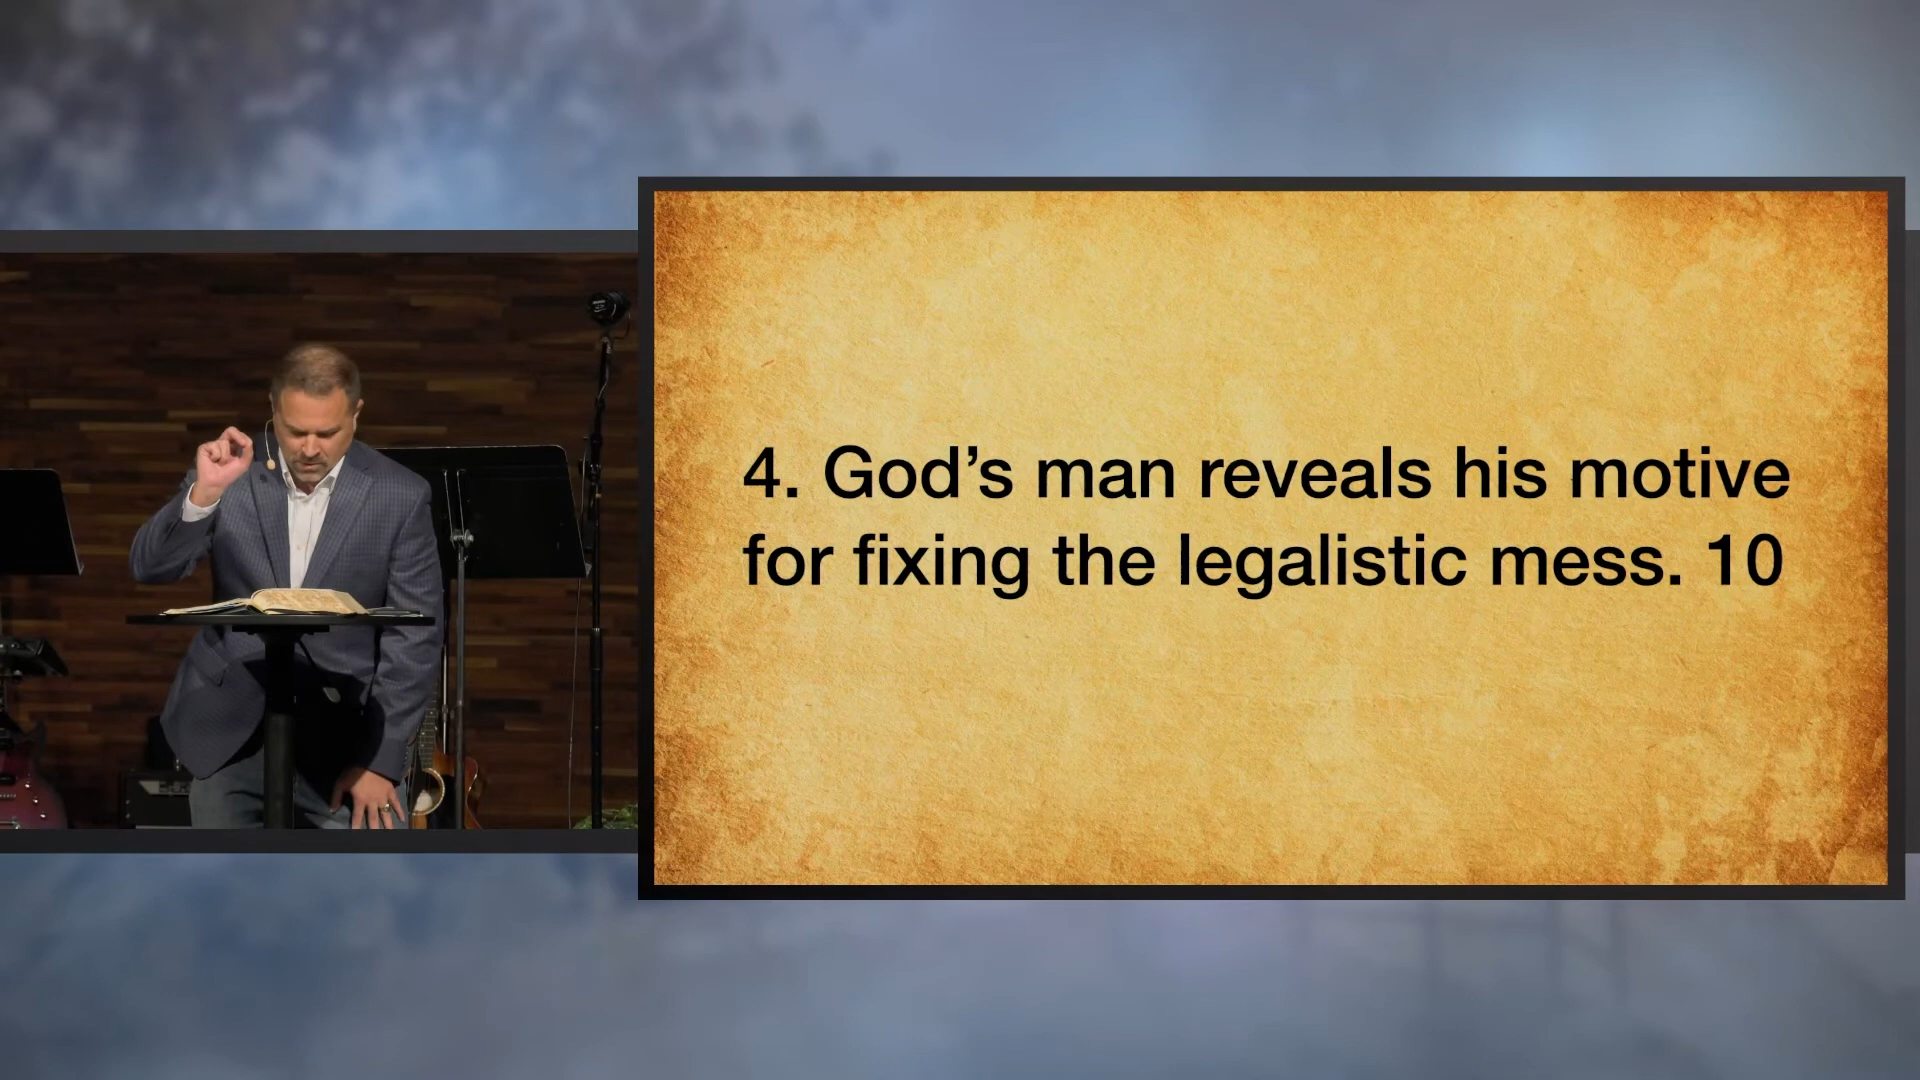 4. God’s man reveals his motive
for fixing the legalistic mess. 10